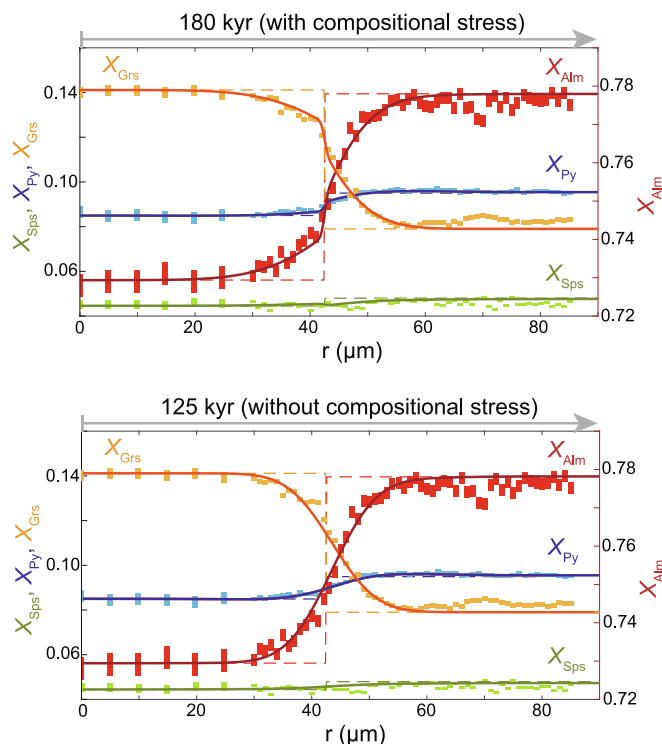 180 kyr (with compositional stress)
X_Grs
X_Alm
X_Py
X_Sps
0.14
0.10
0.06
X_Sps, X_Py, X_Grs
0.78
0.76
0.74
0.72
X_Alm
0 20 40 60 80
r (µm)
125 kyr (without compositional stress)
X_Grs
X_Alm
X_Py
X_Sps
0.14
0.10
0.06
X_Sps, X_Py, X_Grs
0.78
0.76
0.74
0.72
X_Alm
0 20 40 60 80
r (µm)